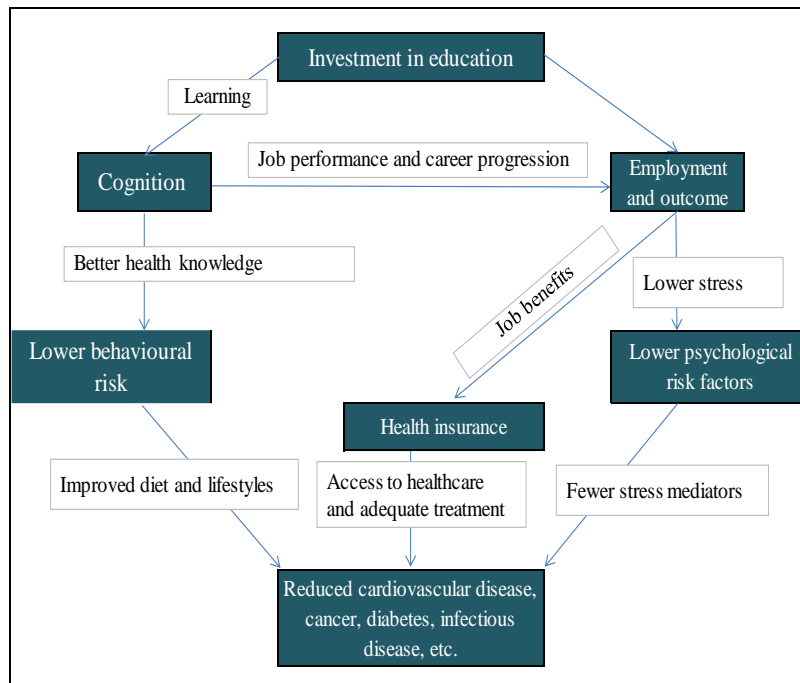 Investment in education
Learning
Job performance and career progression
Cognition
Employment
and outcome
Better health knowledge
Job benefits
Lower stress
Lower behavioural
risk
Lower psychological
risk factors
Health insurance
Improved diet and lifestyles
Access to healthcare
and adequate treatment
Fewer stress mediators
Reduced cardiovascular disease,
cancer, diabetes, infectious
disease, etc.